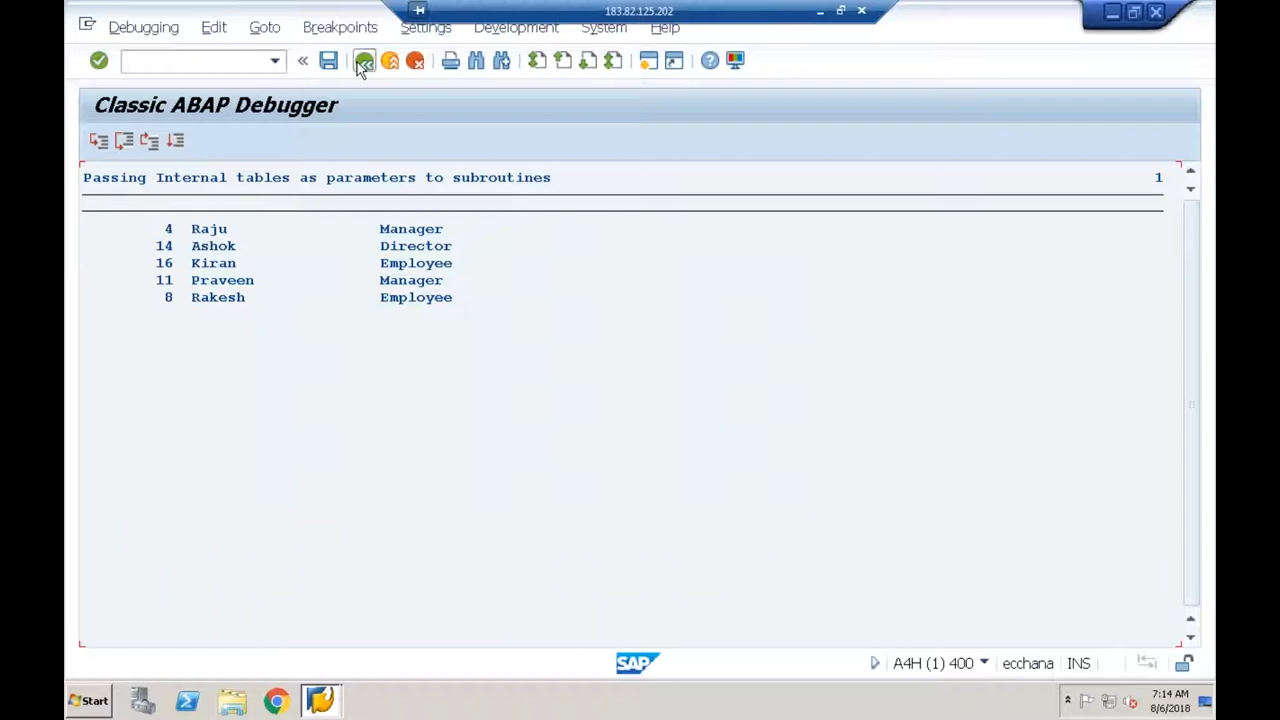 183.82.125.202
Debugging Edit Goto Breakpoints Settings Development System Help
Classic ABAP Debugger
Passing Internal tables as parameters to subroutines 1
4 Raju Manager
14 Ashok Director
16 Kiran Employee
11 Praveen Manager
8 Rakesh Employee
SAP A4H (1) 400 ecchana INS
Start 7:14 AM
8/6/2018